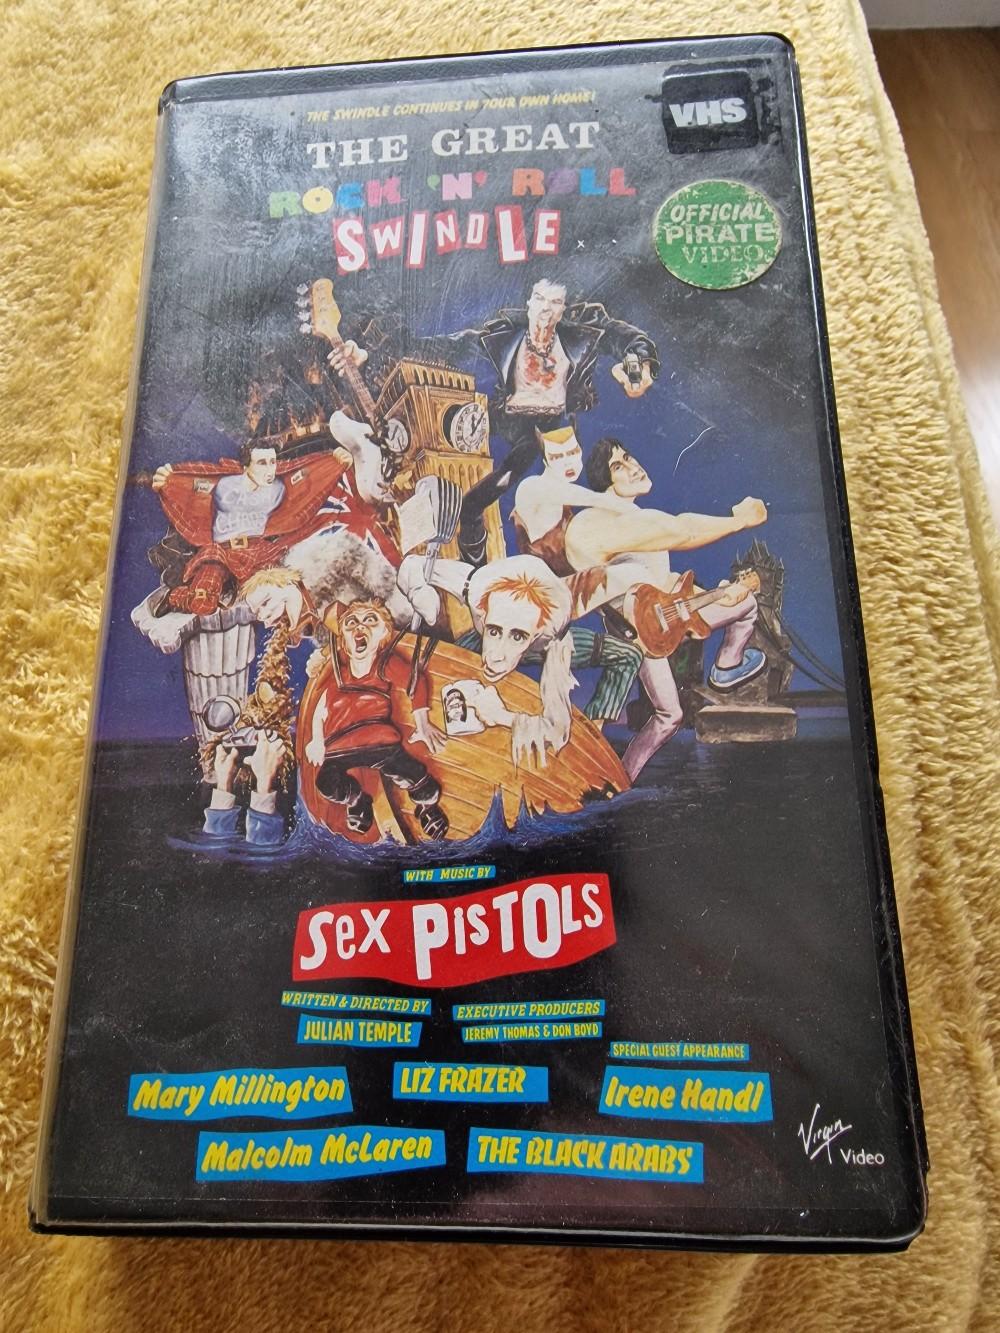 THE SWINDLE CONTINUES IN YOUR OWN HOME!
VHS
THE GREAT
ROCK 'N' ROLL
SWINDLE
OFFICIAL
PIRATE
VIDEO
WITH MUSIC BY
SEX PISTOLS
WRITTEN & DIRECTED BY
JULIAN TEMPLE
EXECUTIVE PRODUCERS
JEREMY THOMAS & DON BOYD
SPECIAL GUEST APPEARANCE
Mary Millington
LIZ FRAZER
Irene Handl
Malcolm McLaren
THE BLACK ARABS
Virgin
Video